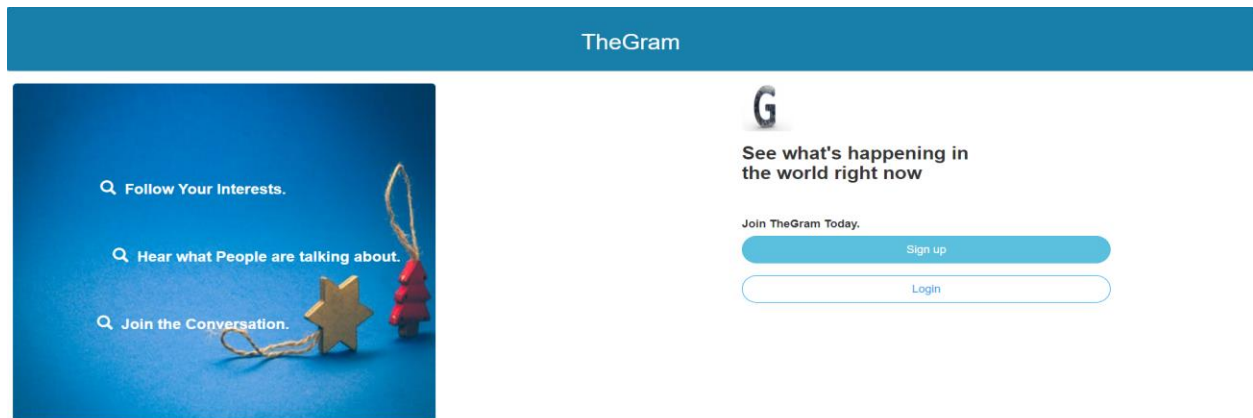 TheGram
Follow Your Interests.
Hear what People are talking about.
Join the Conversation.
G
See what's happening in
the world right now
Join TheGram Today.
Sign up
Login